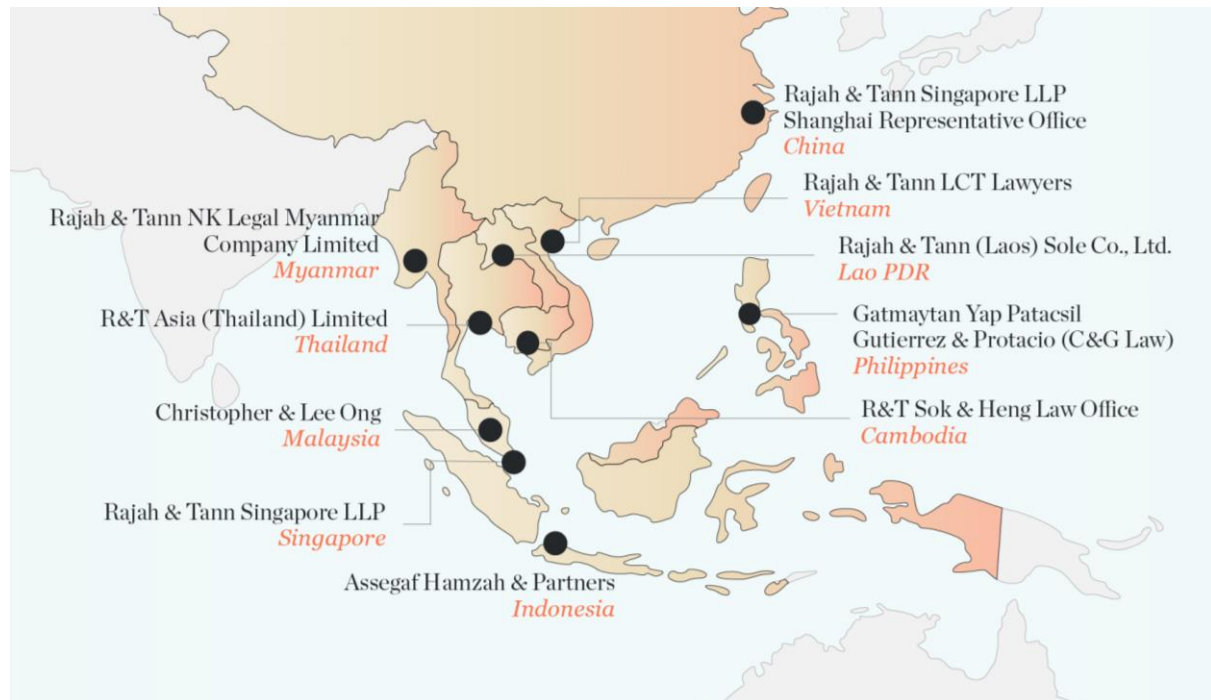 Rajah & Tann Singapore LLP
Shanghai Representative Office
China
Rajah & Tann LCT Lawyers
Vietnam
Rajah & Tann NK Legal Myanmar
Company Limited
Myanmar
Rajah & Tann (Laos) Sole Co., Ltd.
Lao PDR
R&T Asia (Thailand) Limited
Thailand
Gatmaytan Yap Patacsil
Gutierrez & Protacio (C&G Law)
Philippines
Christopher & Lee Ong
Malaysia
R&T Sok & Heng Law Office
Cambodia
Rajah & Tann Singapore LLP
Singapore
Assegaf Hamzah & Partners
Indonesia